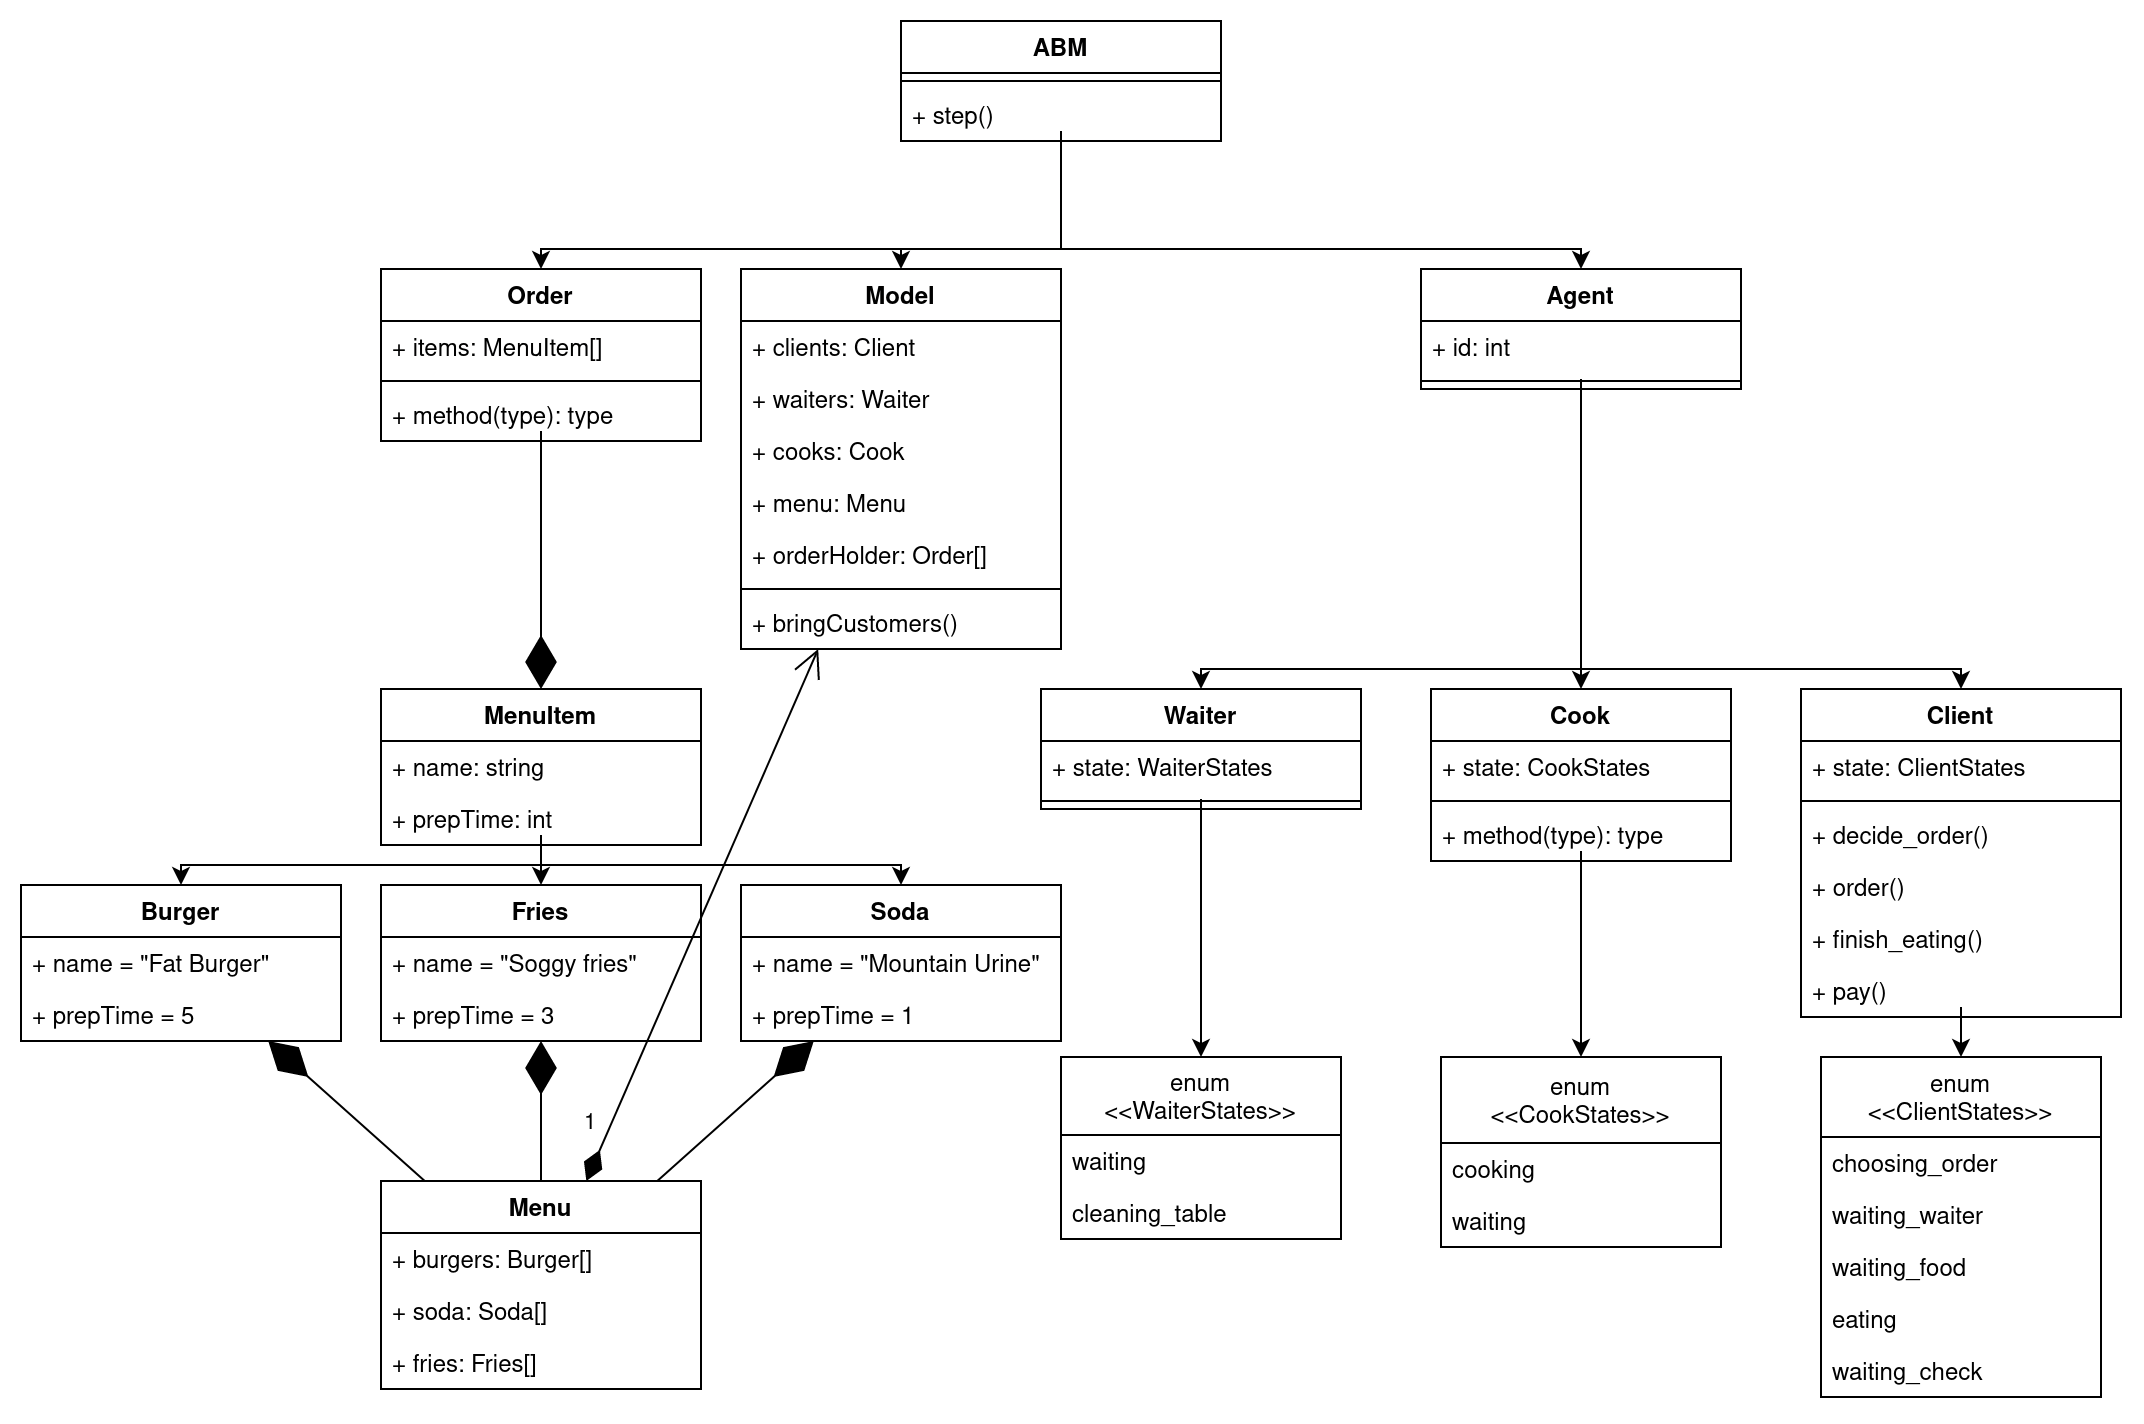 ABM
+ step()
Order
+ items: MenuItem[]
+ method(type): type
Model
+ clients: Client
+ waiters: Waiter
+ cooks: Cook
+ menu: Menu
+ orderHolder: Order[]
+ bringCustomers()
Agent
+ id: int
MenuItem
+ name: string
+ prepTime: int
Waiter
+ state: WaiterStates
Cook
+ state: CookStates
+ method(type): type
Client
+ state: ClientStates
+ decide_order()
+ order()
+ finish_eating()
+ pay()
Burger
+ name = "Fat Burger"
+ prepTime = 5
Fries
+ name = "Soggy fries"
+ prepTime = 3
Soda
+ name = "Mountain Urine"
+ prepTime = 1
1
Menu
+ burgers: Burger[]
+ soda: Soda[]
+ fries: Fries[]
enum
<<WaiterStates>>
waiting
cleaning_table
enum
<<CookStates>>
cooking
waiting
enum
<<ClientStates>>
choosing_order
waiting_waiter
waiting_food
eating
waiting_check